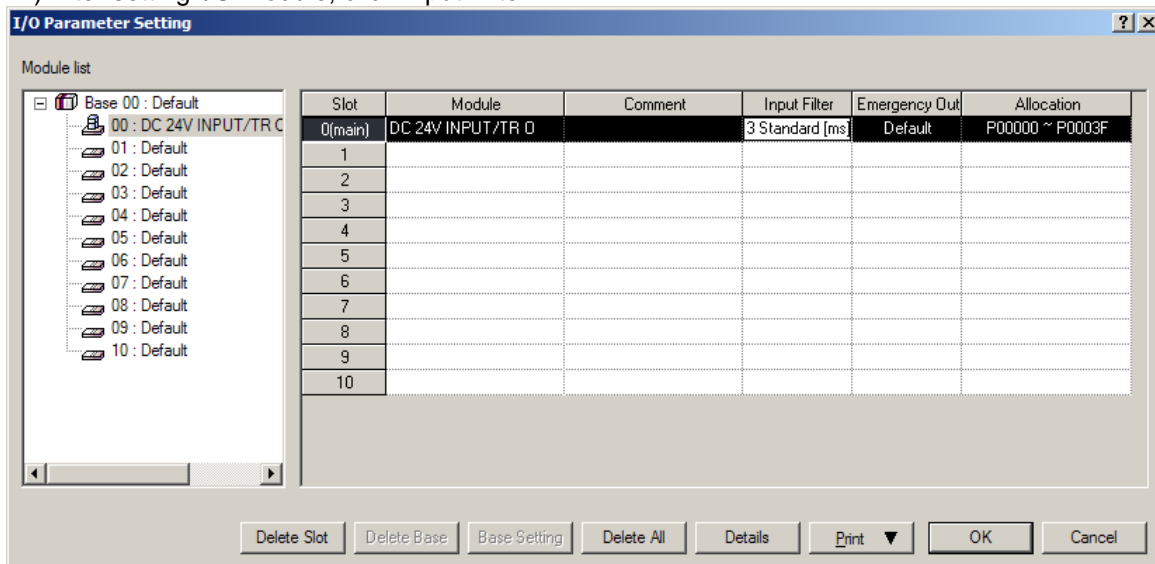 I/O Parameter Setting
Module list
Base 00 : Default
00 : DC 24V INPUT/TR
01 : Default
02 : Default
03 : Default
04 : Default
05 : Default
06 : Default
07 : Default
08 : Default
09 : Default
10 : Default
Slot Module Comment Input Filter Emergency Out Allocation
0(main) DC 24V INPUT/TR O 3 Standard [ms] Default P00000 ~ P0003F
1
2
3
4
5
6
7
8
9
10
Delete Slot Delete Base Base Setting Delete All Details Print ▼ OK Cancel